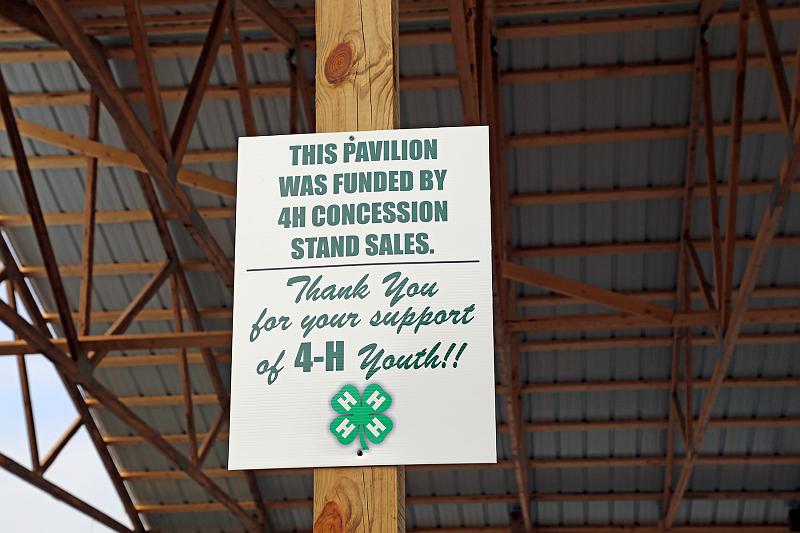 THIS PAVILION
WAS FUNDED BY
4H CONCESSION
STAND SALES.
Thank You
for your support
of 4-H Youth!!
H H
H H